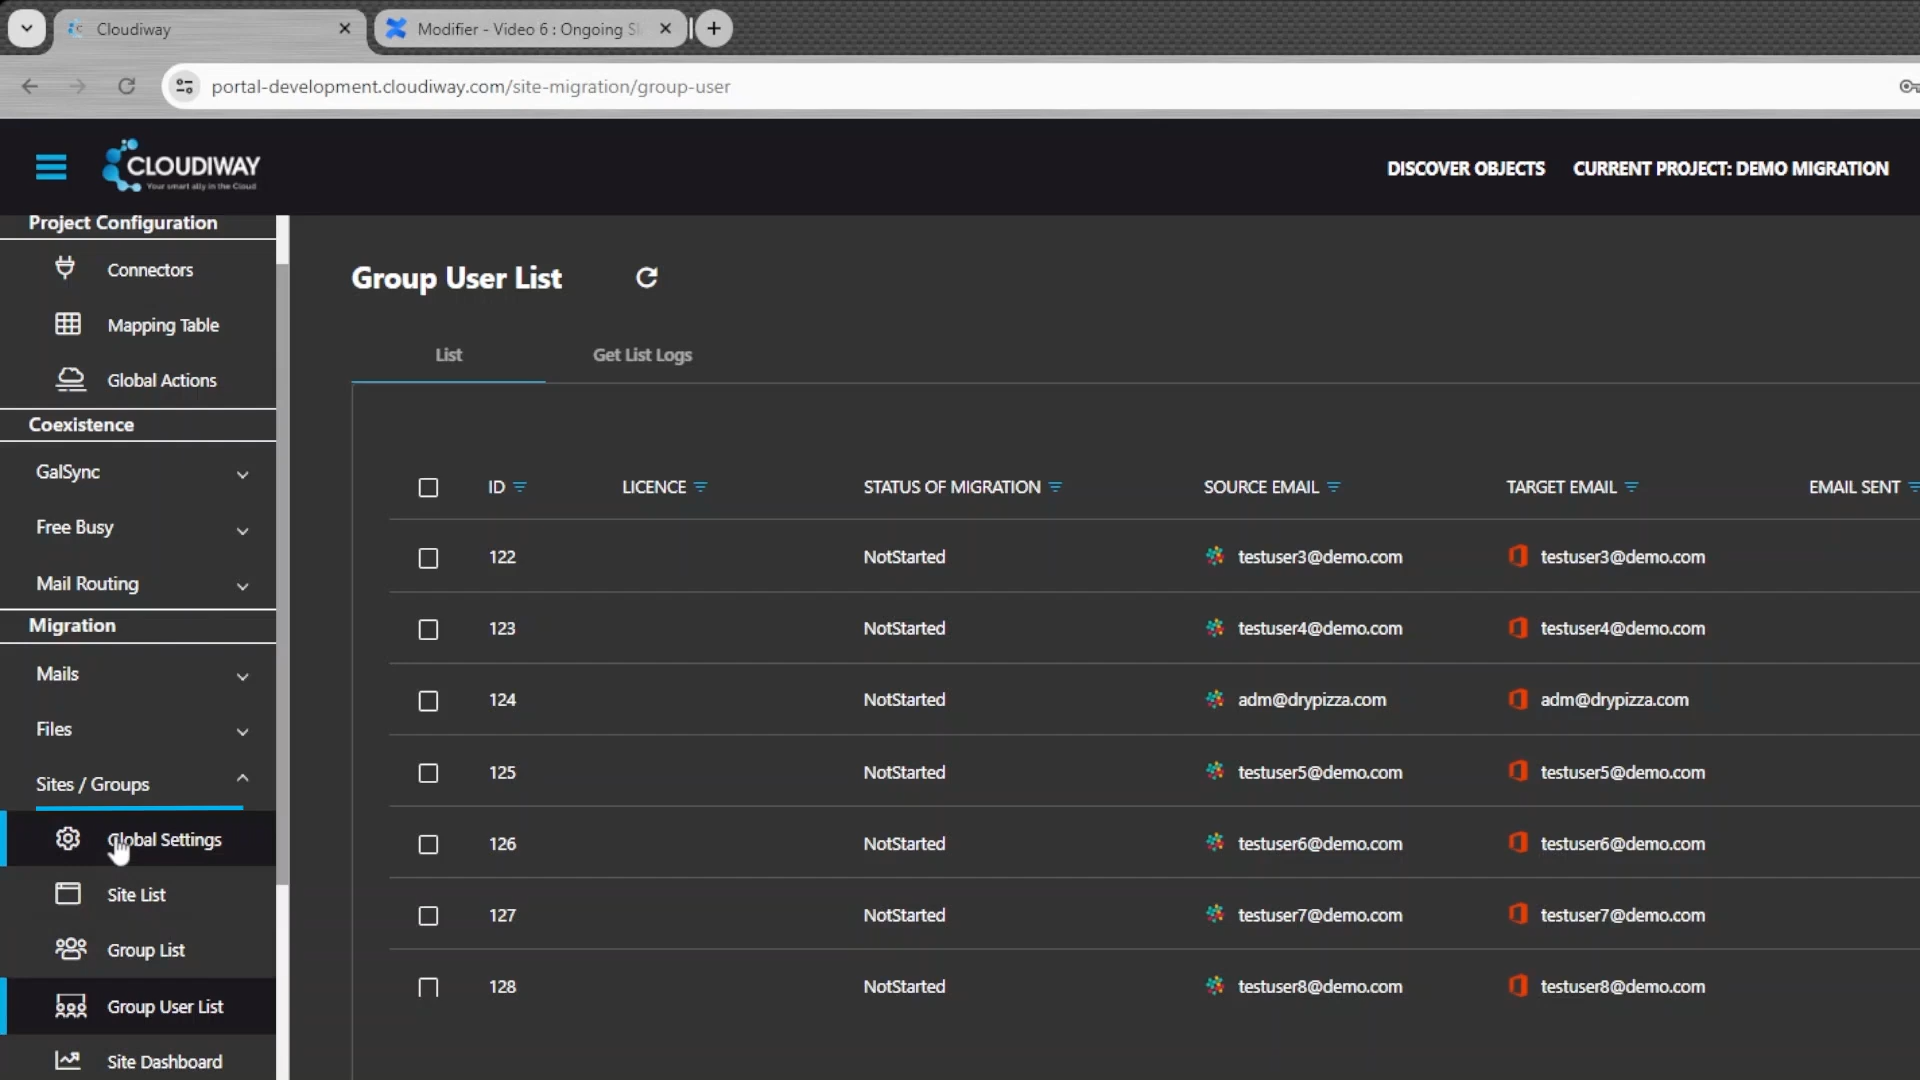 Cloudiway
Modifier - Video 6 : Ongoing Sl
portal-development.cloudiway.com/site-migration/group-user
CLOUDIWAY
Your smart ally in the Cloud
DISCOVER OBJECTS
CURRENT PROJECT: DEMO MIGRATION
Project Configuration
Connectors
Mapping Table
Global Actions
Coexistence
GalSync
Free Busy
Mail Routing
Migration
Mails
Files
Sites / Groups
Global Settings
Site List
Group List
Group User List
Site Dashboard
Group User List
List
Get List Logs
ID LICENCE STATUS OF MIGRATION SOURCE EMAIL TARGET EMAIL EMAIL SENT
122 NotStarted testuser3@demo.com testuser3@demo.com
123 NotStarted testuser4@demo.com testuser4@demo.com
124 NotStarted adm@drypizza.com adm@drypizza.com
125 NotStarted testuser5@demo.com testuser5@demo.com
126 NotStarted testuser6@demo.com testuser6@demo.com
127 NotStarted testuser7@demo.com testuser7@demo.com
128 NotStarted testuser8@demo.com testuser8@demo.com